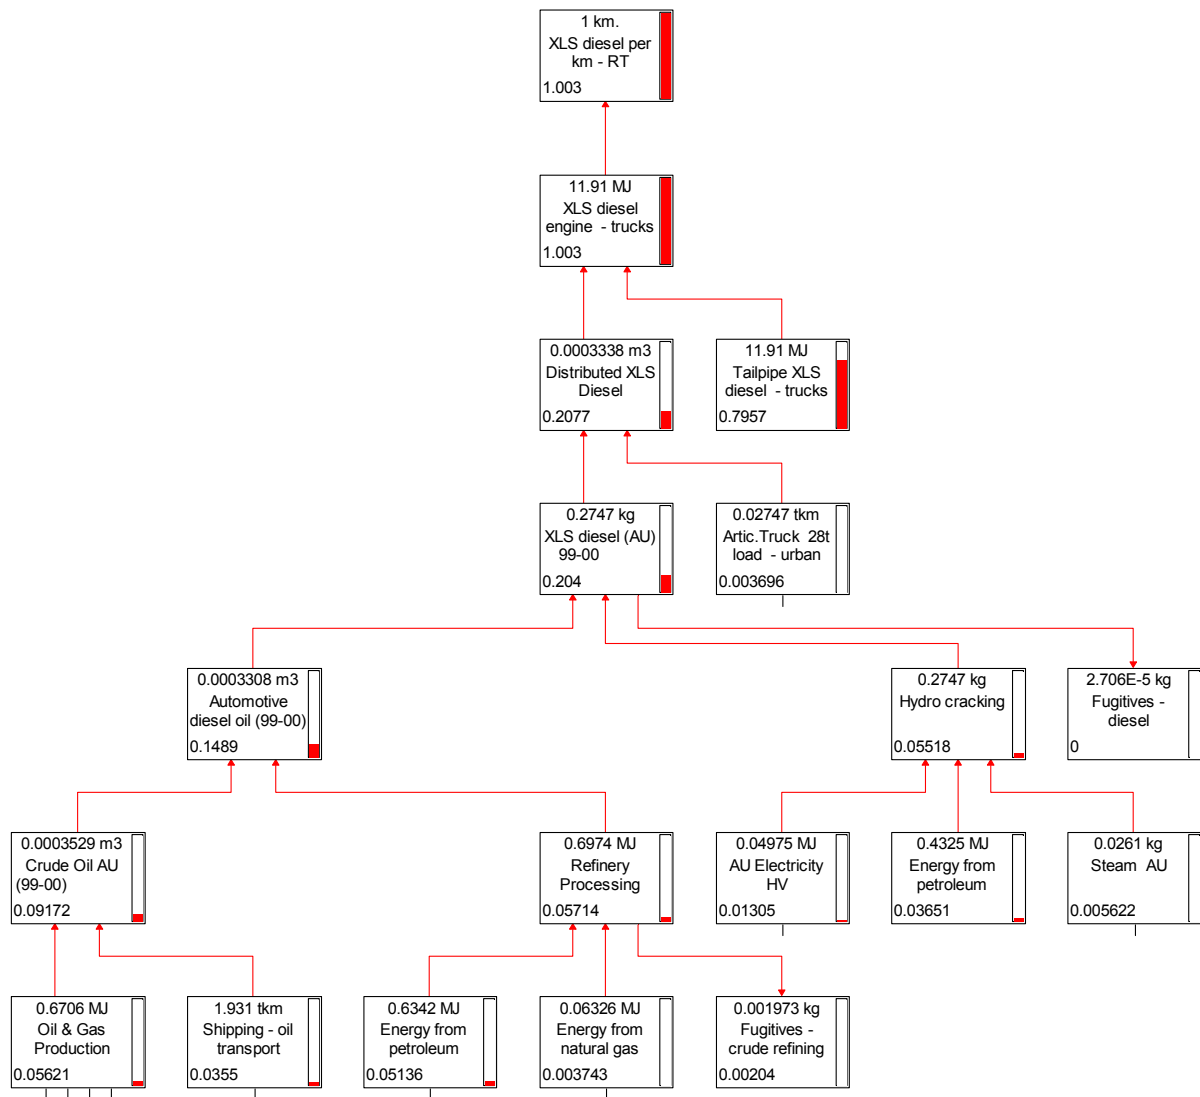 1 km.
XLS diesel per
km - RT
1.003
11.91 MJ
XLS diesel
engine - trucks
1.003
0.0003338 m3
Distributed XLS
Diesel
0.2077
11.91 MJ
Tailpipe XLS
diesel - trucks
0.7957
0.2747 kg
XLS diesel (AU)
99-00
0.204
0.02747 tkm
Artic.Truck 28t
load - urban
0.003696
0.0003308 m3
Automotive
diesel oil (99-00)
0.1489
0.2747 kg
Hydro cracking
0.05518
2.706E-5 kg
Fugitives -
diesel
0
0.0003529 m3
Crude Oil AU
(99-00)
0.09172
0.6974 MJ
Refinery
Processing
0.05714
0.04975 MJ
AU Electricity
HV
0.01305
0.4325 MJ
Energy from
petroleum
0.03651
0.0261 kg
Steam AU
0.005622
0.6706 MJ
Oil & Gas
Production
0.05621
1.931 tkm
Shipping - oil
transport
0.0355
0.6342 MJ
Energy from
petroleum
0.05136
0.06326 MJ
Energy from
natural gas
0.003743
0.001973 kg
Fugitives -
crude refining
0.00204